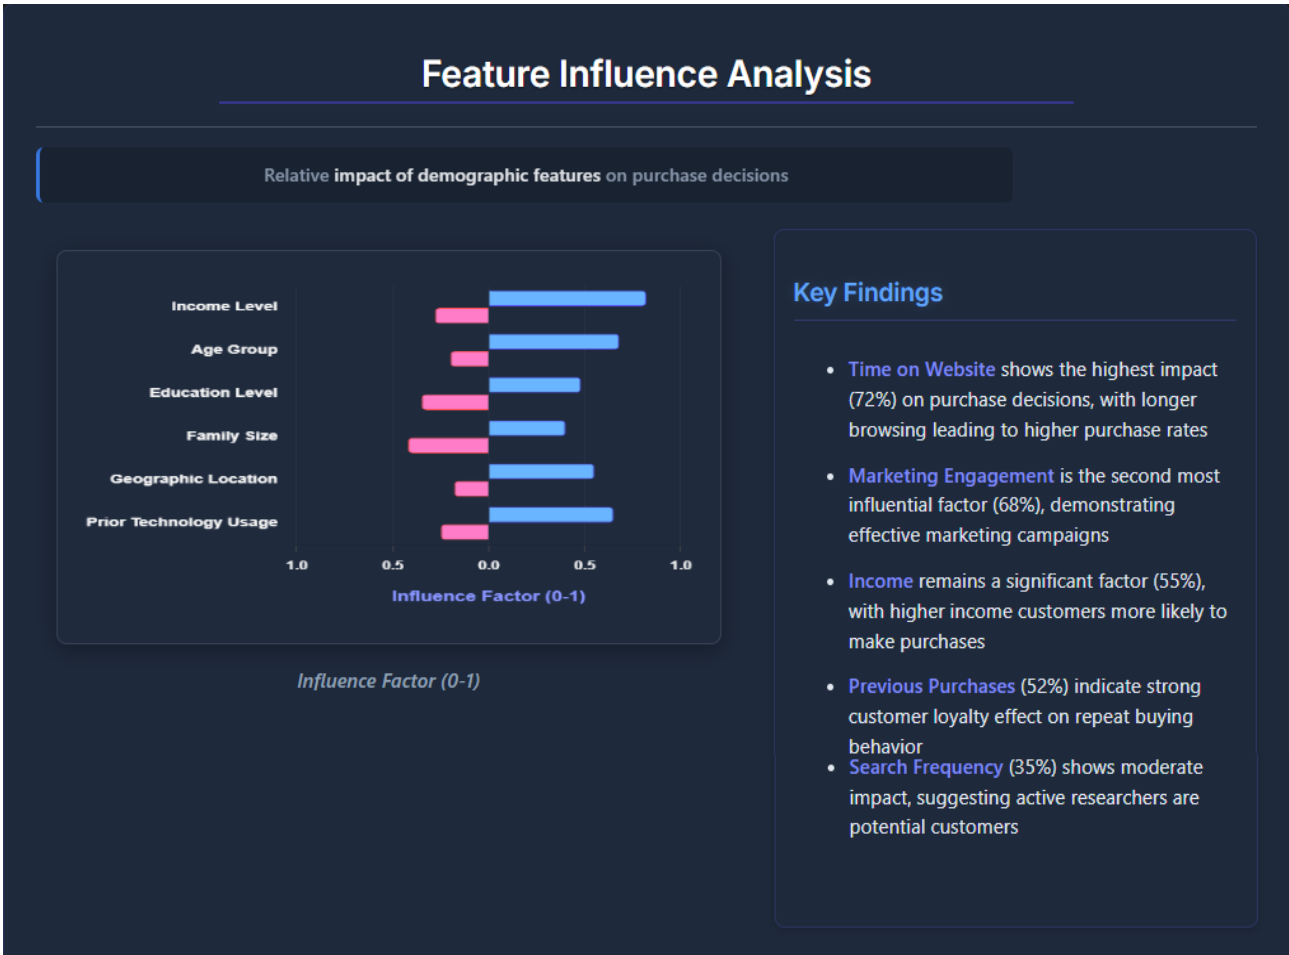 Feature Influence Analysis
Relative impact of demographic features on purchase decisions
Income Level
Age Group
Education Level
Family Size
Geographic Location
Prior Technology Usage
1.0 0.5 0.0 0.5 1.0
Influence Factor (0-1)
Influence Factor (0-1)
Key Findings
• Time on Website shows the highest impact
(72%) on purchase decisions, with longer
browsing leading to higher purchase rates
• Marketing Engagement is the second most
influential factor (68%), demonstrating
effective marketing campaigns
• Income remains a significant factor (55%),
with higher income customers more likely to
make purchases
• Previous Purchases (52%) indicate strong
customer loyalty effect on repeat buying
behavior
• Search Frequency (35%) shows moderate
impact, suggesting active researchers are
potential customers